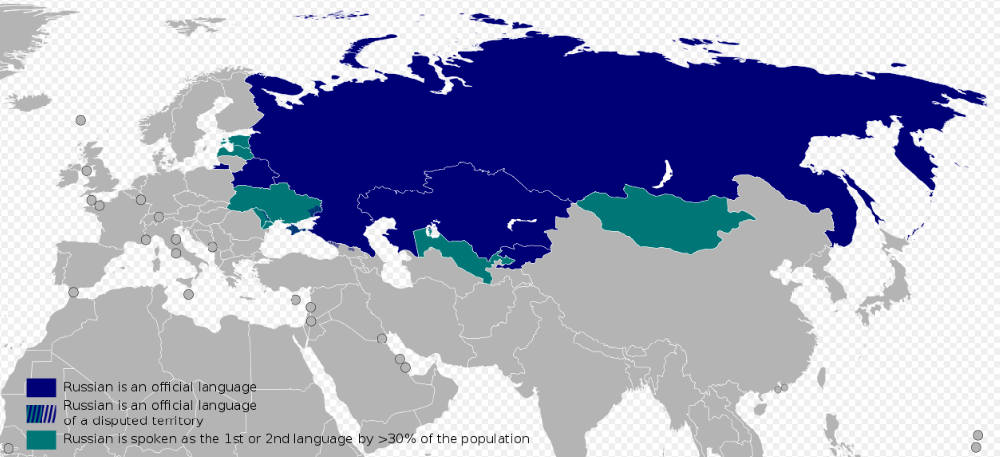 Russian is an official language
Russian is an official language
of a disputed territory
Russian is spoken as the 1st or 2nd language by >30% of the population